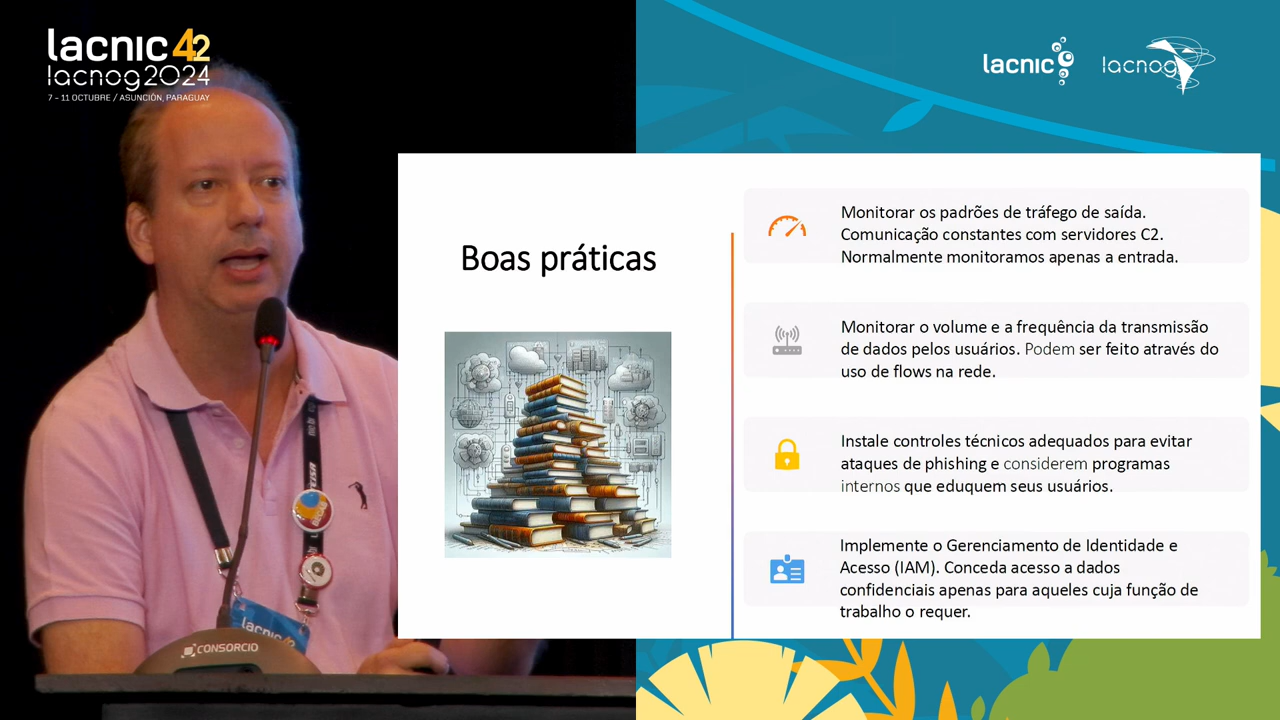 lacnic 42
lacnog2024
7 - 11 OCTUBRE / ASUNCIÓN, PARAGUAY
lacnic
lacnog
Boas práticas
Monitorar os padrões de tráfego de saída.
Comunicação constantes com servidores C2.
Normalmente monitoramos apenas a entrada.
Monitorar o volume e a frequência da transmissão
de dados pelos usuários. Podem ser feito através do
uso de flows na rede.
Instale controles técnicos adequados para evitar
ataques de phishing e considerem programas
internos que eduquem seus usuários.
Implemente o Gerenciamento de Identidade e
Acesso (IAM). Conceda acesso a dados
confidenciais apenas para aqueles cuja função de
trabalho o requer.
lacnic42
CONSORCIO